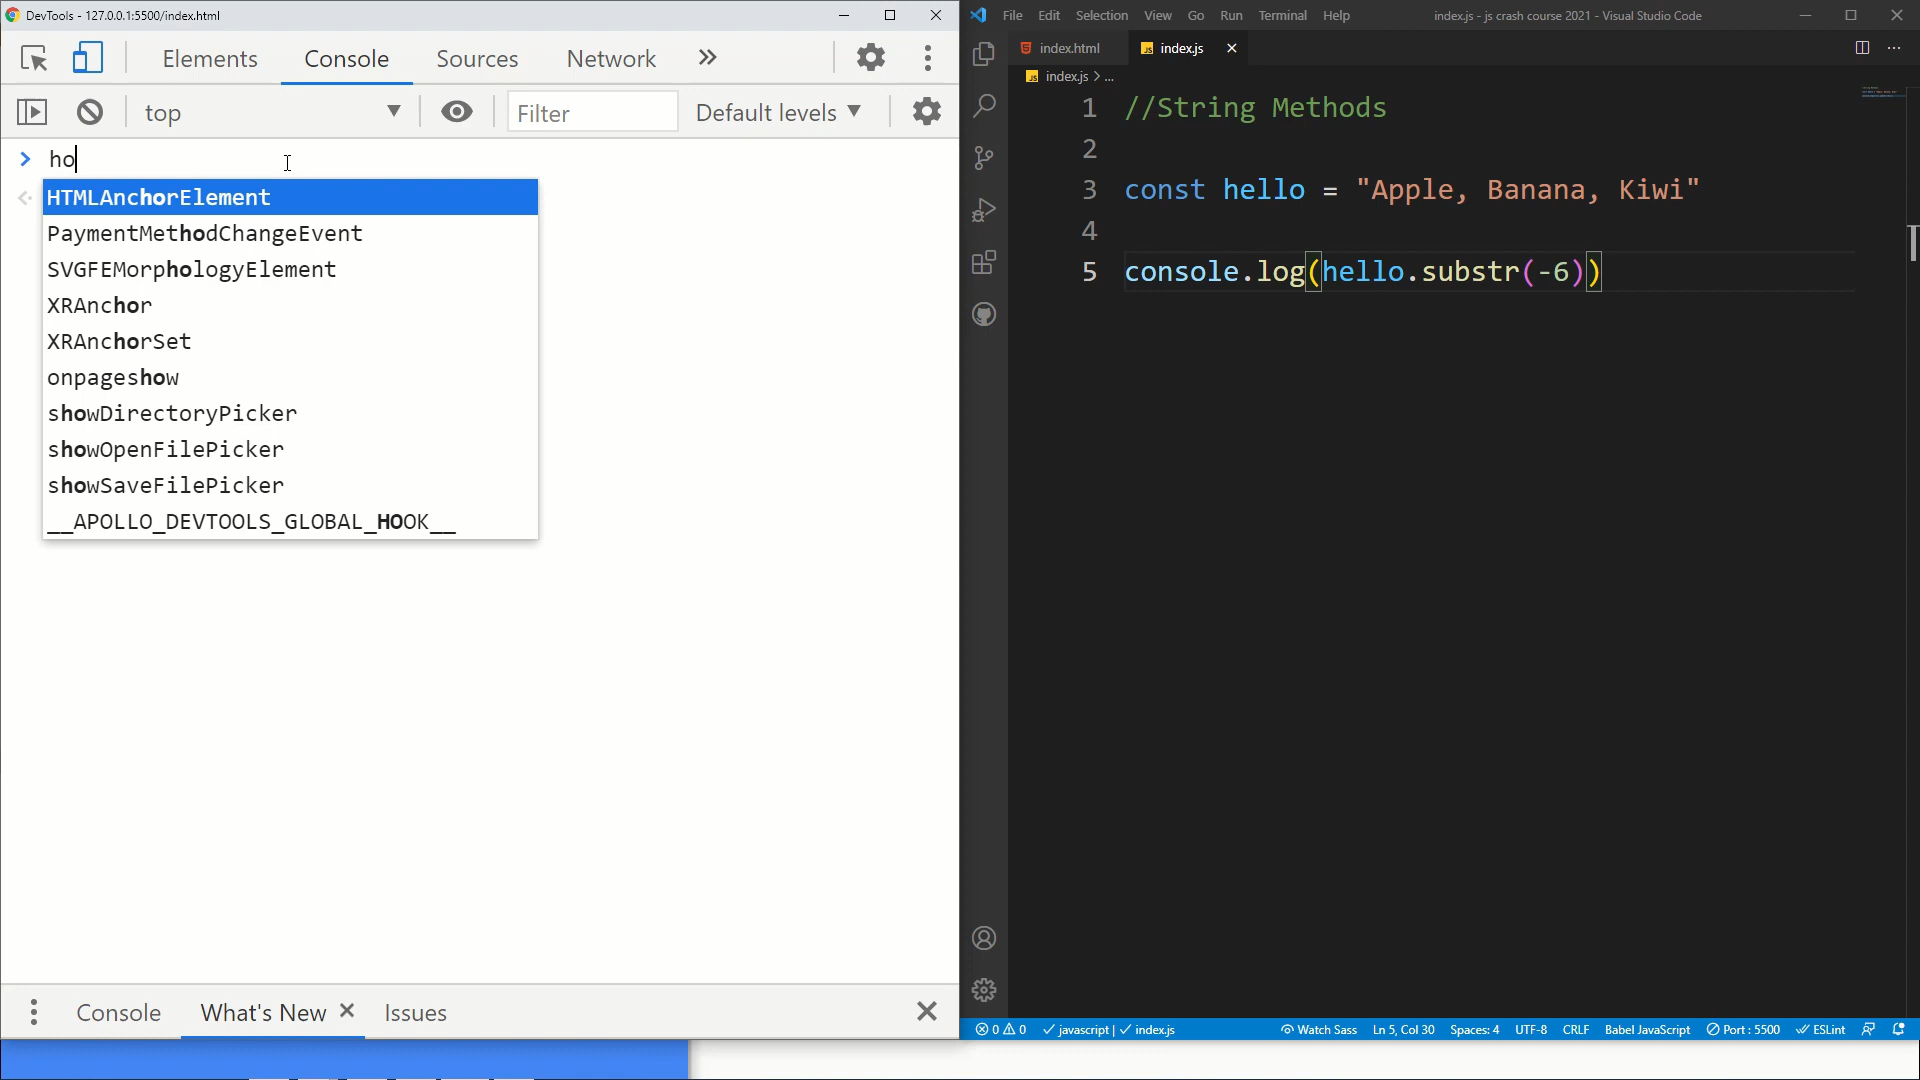 DevTools - 127.0.0.1:5500/index.html
Elements Console Sources Network
top Filter Default levels
ho
HTMLAnchorElement
PaymentMethodChangeEvent
SVGFEMorphologyElement
XRAnchor
XRAnchorSet
onpageshow
showDirectoryPicker
showOpenFilePicker
showSaveFilePicker
__APOLLO_DEVTOOLS_GLOBAL_HOOK__
Console What's New Issues
File Edit Selection View Go Run Terminal Help index.js - js crash course 2021 - Visual Studio Code
index.html JS index.js
JS index.js > ...
1 //String Methods
2
3 const hello = "Apple, Banana, Kiwi"
4
5 console.log(hello.substr(-6))
0 0 javascript | index.js Watch Sass Ln 5, Col 30 Spaces: 4 UTF-8 CRLF Babel JavaScript Port : 5500 ESLint